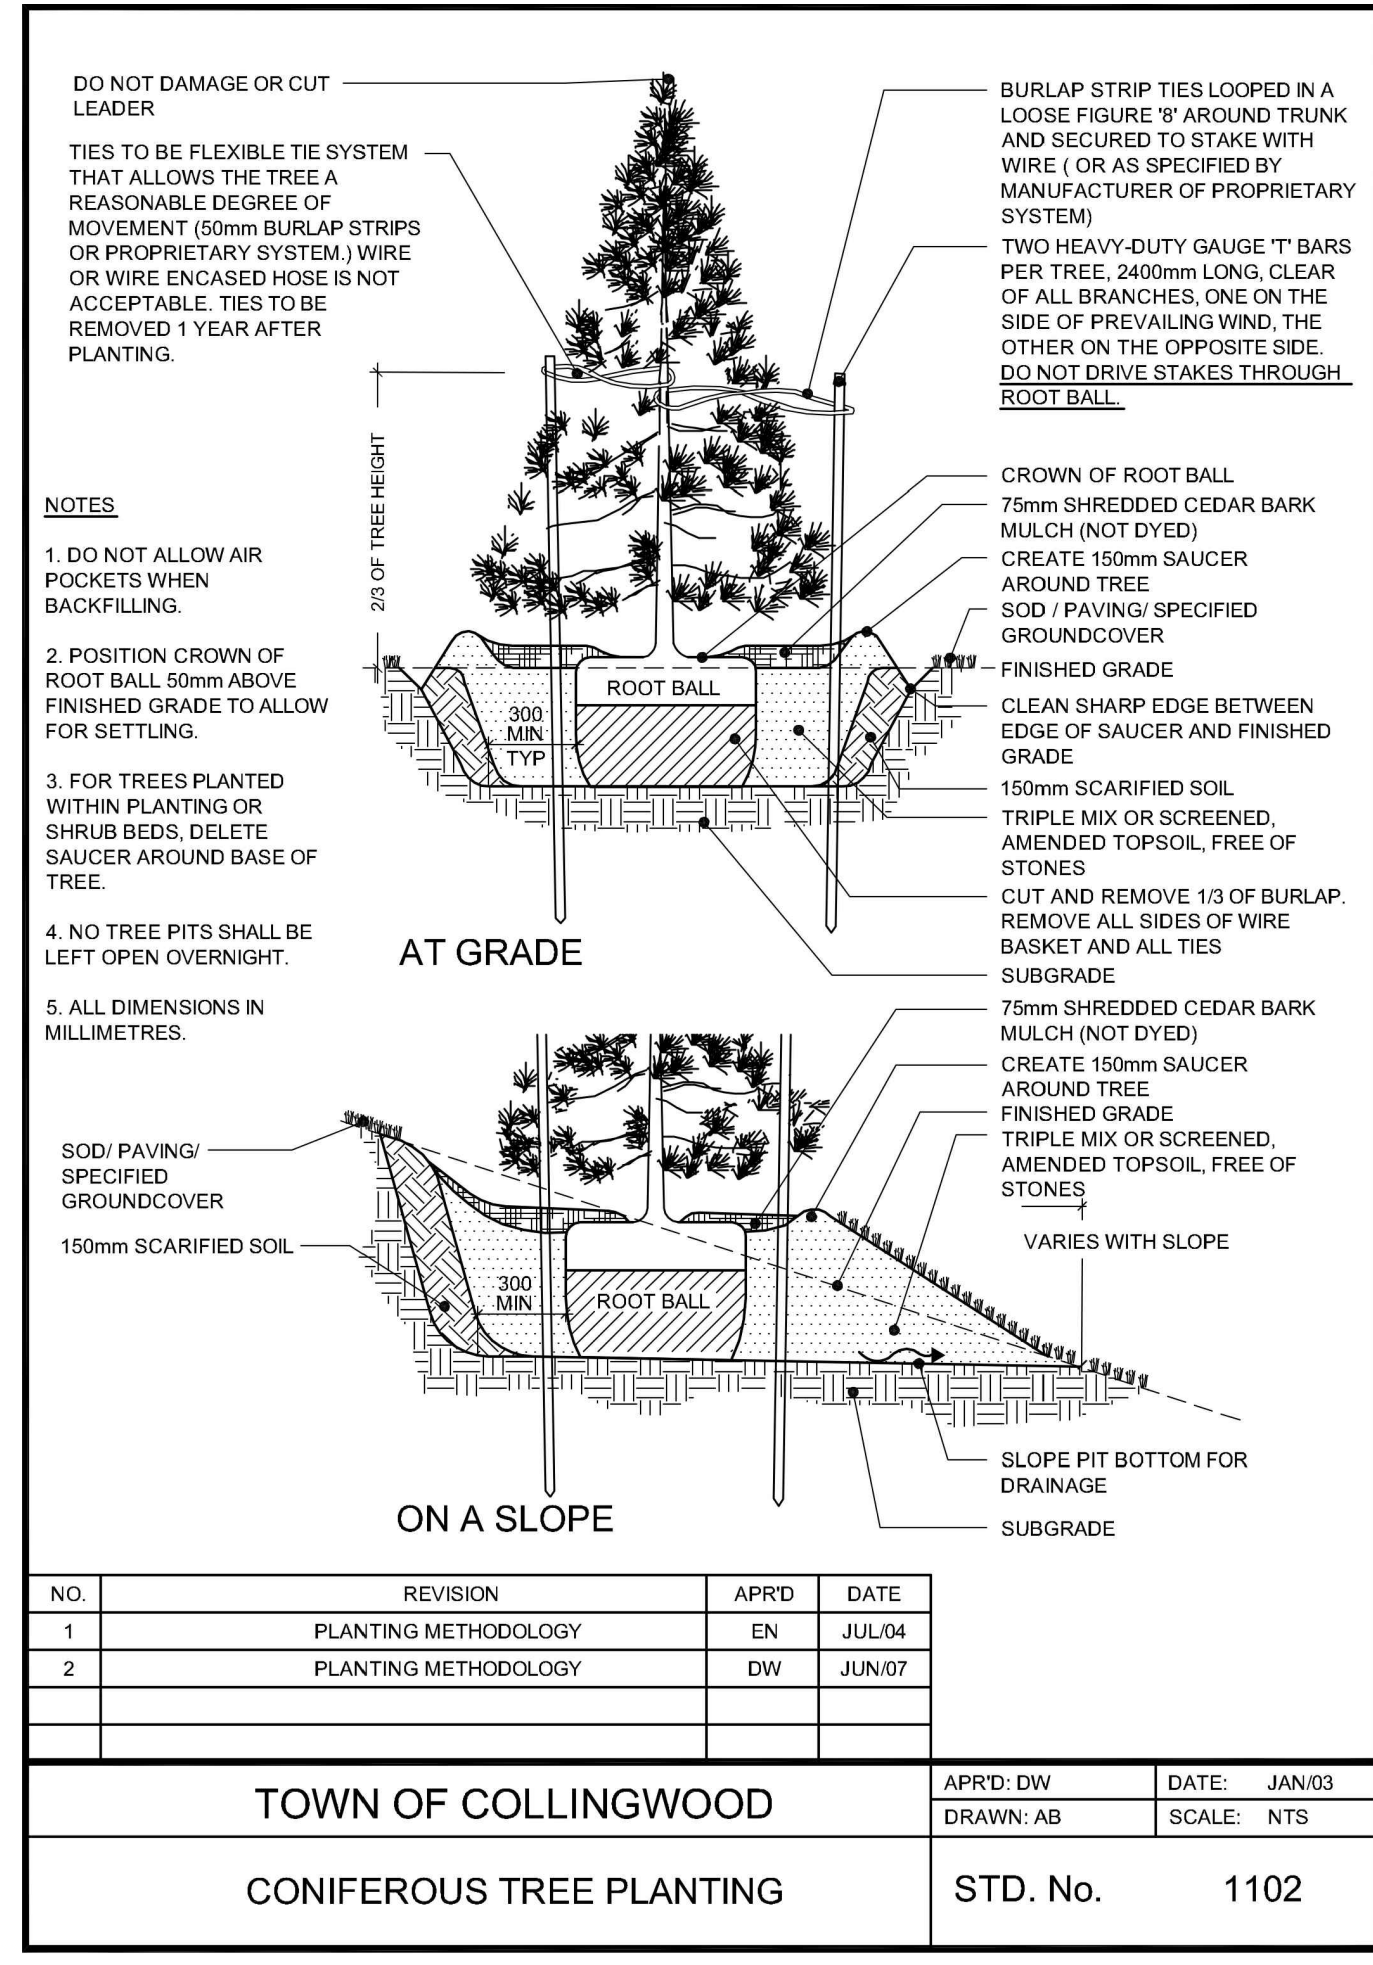 DO NOT DAMAGE OR CUT
LEADER
TIES TO BE FLEXIBLE TIE SYSTEM
THAT ALLOWS THE TREE A
REASONABLE DEGREE OF
MOVEMENT (50mm BURLAP STRIPS
OR PROPRIETARY SYSTEM.) WIRE
OR WIRE ENCASED HOSE IS NOT
ACCEPTABLE. TIES TO BE
REMOVED 1 YEAR AFTER
PLANTING.
2/3 OF TREE HEIGHT
NOTES
1. DO NOT ALLOW AIR
POCKETS WHEN
BACKFILLING.
2. POSITION CROWN OF
ROOT BALL 50mm ABOVE
FINISHED GRADE TO ALLOW
FOR SETTLING.
3. FOR TREES PLANTED
WITHIN PLANTING OR
SHRUB BEDS, DELETE
SAUCER AROUND BASE OF
TREE.
4. NO TREE PITS SHALL BE
LEFT OPEN OVERNIGHT.
5. ALL DIMENSIONS IN
MILLIMETRES.
BURLAP STRIP TIES LOOPED IN A
LOOSE FIGURE '8' AROUND TRUNK
AND SECURED TO STAKE WITH
WIRE ( OR AS SPECIFIED BY
MANUFACTURER OF PROPRIETARY
SYSTEM)
TWO HEAVY-DUTY GAUGE 'T' BARS
PER TREE, 2400mm LONG, CLEAR
OF ALL BRANCHES, ONE ON THE
SIDE OF PREVAILING WIND, THE
OTHER ON THE OPPOSITE SIDE.
DO NOT DRIVE STAKES THROUGH
ROOT BALL.
CROWN OF ROOT BALL
75mm SHREDDED CEDAR BARK
MULCH (NOT DYED)
CREATE 150mm SAUCER
AROUND TREE
SOD / PAVING/ SPECIFIED
GROUNDCOVER
FINISHED GRADE
CLEAN SHARP EDGE BETWEEN
EDGE OF SAUCER AND FINISHED
GRADE
150mm SCARIFIED SOIL
TRIPLE MIX OR SCREENED,
AMENDED TOPSOIL, FREE OF
STONES
CUT AND REMOVE 1/3 OF BURLAP.
REMOVE ALL SIDES OF WIRE
BASKET AND ALL TIES
SUBGRADE
ROOT BALL
300
MIN
TYP
AT GRADE
75mm SHREDDED CEDAR BARK
MULCH (NOT DYED)
CREATE 150mm SAUCER
AROUND TREE
FINISHED GRADE
TRIPLE MIX OR SCREENED,
AMENDED TOPSOIL, FREE OF
STONES
VARIES WITH SLOPE
SOD/ PAVING/
SPECIFIED
GROUNDCOVER
150mm SCARIFIED SOIL
300
MIN
ROOT BALL
SLOPE PIT BOTTOM FOR
DRAINAGE
SUBGRADE
ON A SLOPE
NO. REVISION APR'D DATE
1 PLANTING METHODOLOGY EN JUL/04
2 PLANTING METHODOLOGY DW JUN/07
TOWN OF COLLINGWOOD
APR'D: DW DATE: JAN/03
DRAWN: AB SCALE: NTS
CONIFEROUS TREE PLANTING
STD. No. 1102